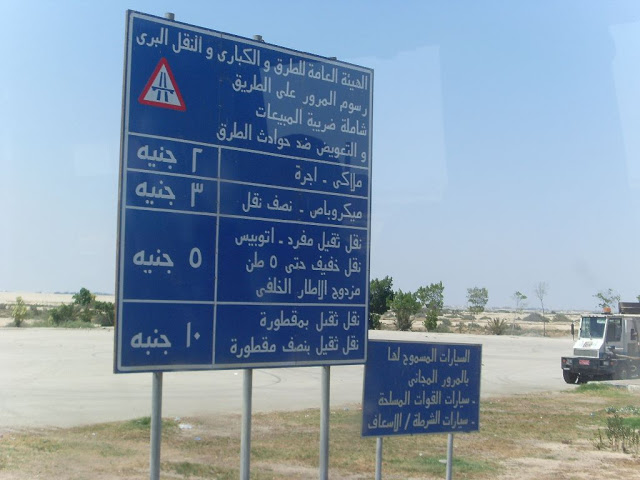 الهيئة العامة للطرق و الكبارى و النقل البرى
رسوم المرور على الطريق
شاملة ضريبة المبيعات
و التعويض ضد حوادث الطرق
ملاكى - اجرة ٢ جنيه
ميكروباص - نصف نقل ٣ جنيه
نقل ثقيل مفرد - اتوبيس
نقل خفيف حتى ٥ طن ٥ جنيه
مزدوج الاطار الخلفى
نقل ثقيل بمقطورة ١٠ جنيه
نقل ثقيل بنصف مقطورة
السيارات المسموح لها
بالمرور المجانى
- سيارات القوات المسلحة
- سيارات الشرطة / الإسعاف